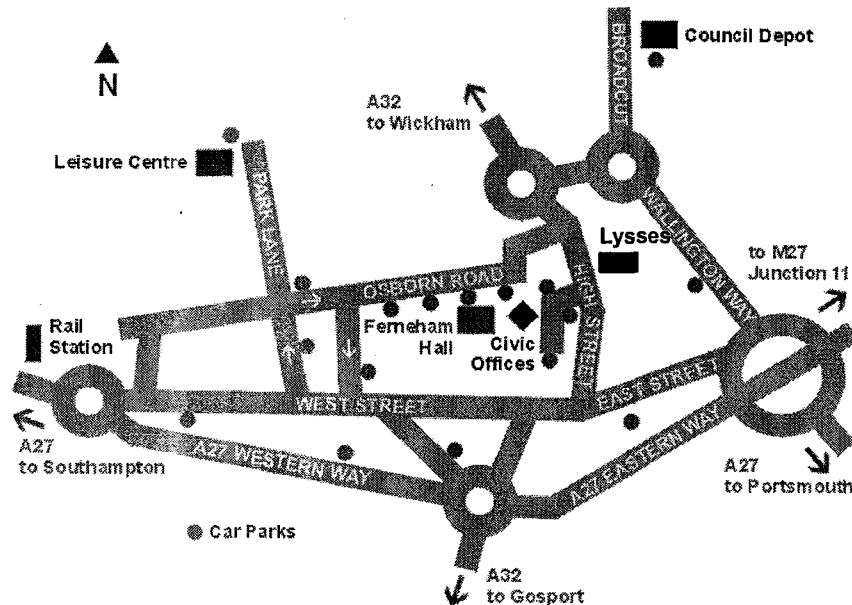 BROADCUT
Council Depot
N
A32
to Wickham
Leisure Centre
PARK LANE
WALLINGTON WAY
Lysses
to M27
Junction 11
OSBORN ROAD
HIGH STREET
Rail
Station
Ferneham
Hall
Civic
Offices
EAST STREET
WEST STREET
A27
to Southampton
A27 WESTERN WAY
A27 EASTERN WAY
A27
to Portsmouth
Car Parks
A32
to Gosport